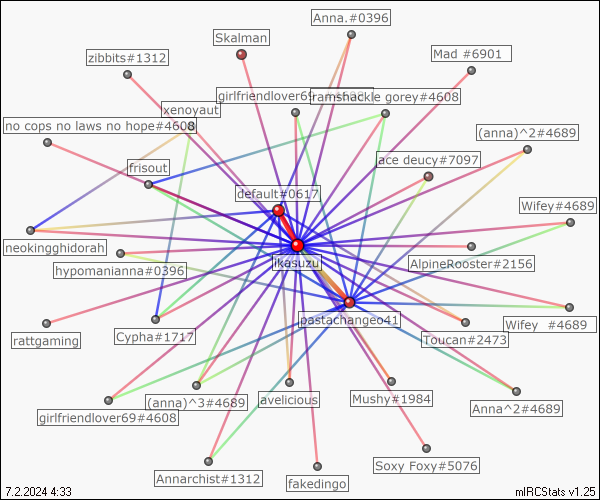 Anna.#0396
Skalman
Mad #6901
zibbits#1312
girlfriendlover69
ramshackle gorey#4608
xenoyaut
no cops no laws no hope#4608
(anna)^2#4689
ace deucy#7097
frisout
default#0617
Wifey#4689
neokingghidorah
ikasuzu
AlpineRooster#2156
hypomanianna#0396
pastachangeo41
rattgaming
Cypha#1717
Toucan#2473
Wifey #4689
(anna)^3#4689
avelicious
Mushy#1984
girlfriendlover69#4608
Anna^2#4689
Annarchist#1312
fakedingo
Soxy Foxy#5076
7.2.2024 4:33
mIRCStats v1.25